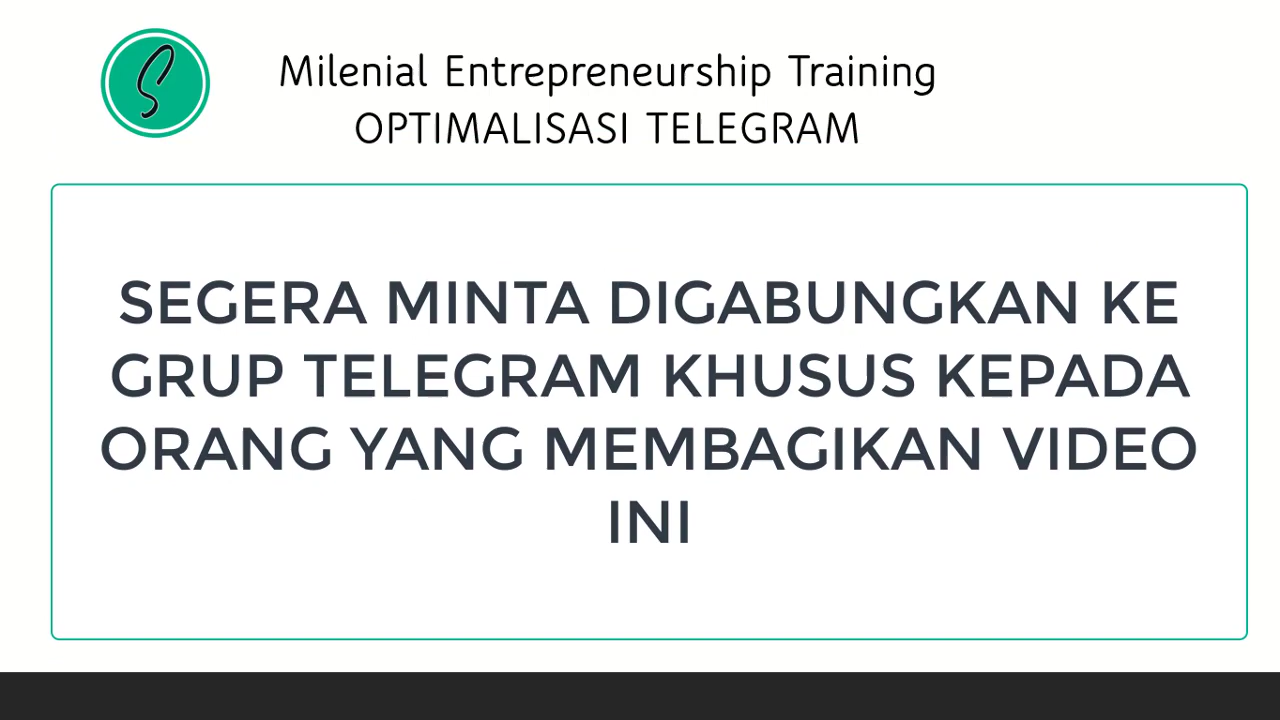 Milenial Entrepreneurship Training
OPTIMALISASI TELEGRAM
SEGERA MINTA DIGABUNGKAN KE
GRUP TELEGRAM KHUSUS KEPADA
ORANG YANG MEMBAGIKAN VIDEO
INI